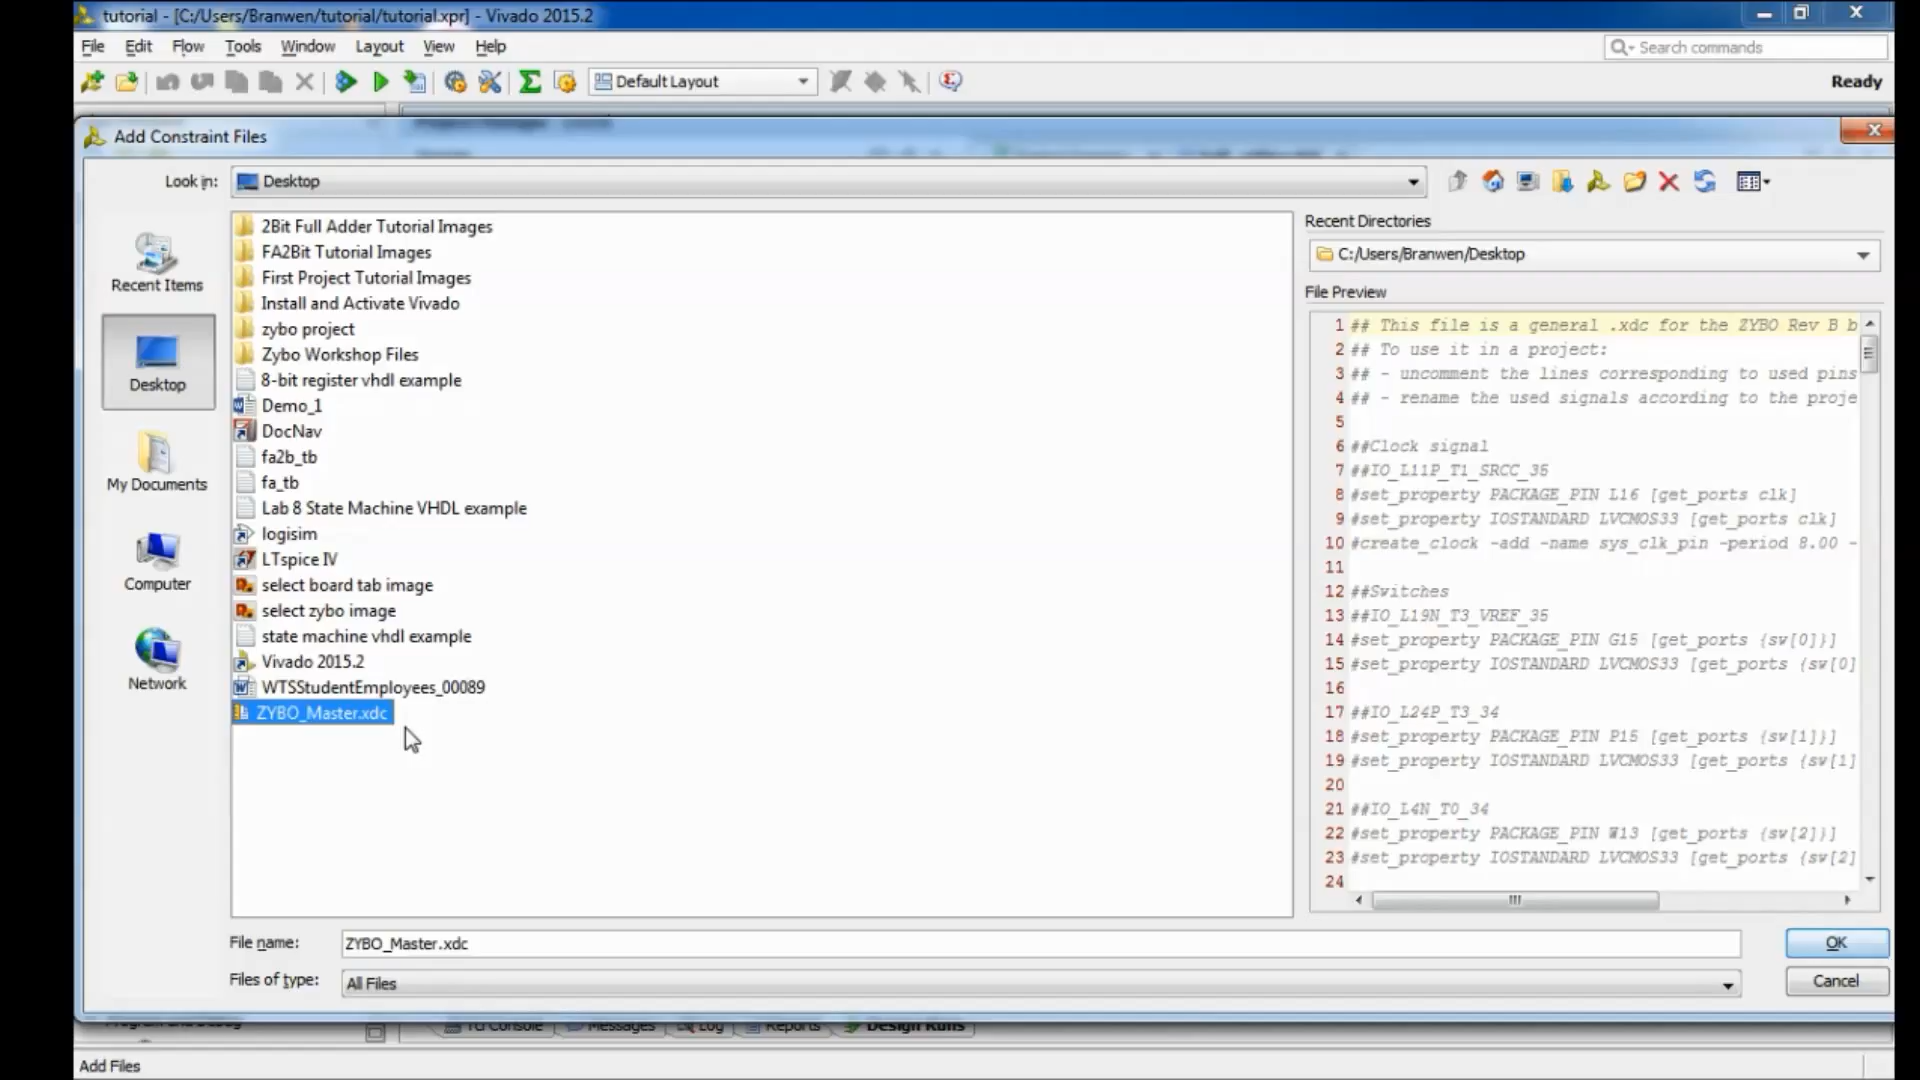 tutorial - [C:/Users/Branwen/tutorial/tutorial.xpr] - Vivado 2015.2
File Edit Flow Tools Window Layout View Help
Search commands
Default Layout
Ready
Add Constraint Files
Look in: Desktop
Recent Items
Desktop
My Documents
Computer
Network
2Bit Full Adder Tutorial Images
FA2Bit Tutorial Images
First Project Tutorial Images
Install and Activate Vivado
zybo project
Zybo Workshop Files
8-bit register vhdl example
Demo_1
DocNav
fa2b_tb
fa_tb
Lab 8 State Machine VHDL example
logisim
LTspice IV
select board tab image
select zybo image
state machine vhdl example
Vivado 2015.2
WTSStudentEmployees_00089
ZYBO_Master.xdc
Recent Directories
C:/Users/Branwen/Desktop
File Preview
1 ## This file is a general .xdc for the ZYBO Rev B b
2 ## To use it in a project:
3 ## - uncomment the lines corresponding to used pins
4 ## - rename the used signals according to the proje
5
6 ##Clock signal
7 ##IO_L11P_T1_SRCC_35
8 #set_property PACKAGE_PIN L16 [get_ports clk]
9 #set_property IOSTANDARD LVCMOS33 [get_ports clk]
10 #create_clock -add -name sys_clk_pin -period 8.00 -
11
12 ##Switches
13 ##IO_L19N_T3_VREF_35
14 #set_property PACKAGE_PIN G15 [get_ports {sw[0]}]
15 #set_property IOSTANDARD LVCMOS33 [get_ports {sw[0]
16
17 ##IO_L24P_T3_34
18 #set_property PACKAGE_PIN P15 [get_ports {sw[1]}]
19 #set_property IOSTANDARD LVCMOS33 [get_ports {sw[1]
20
21 ##IO_L4N_T0_34
22 #set_property PACKAGE_PIN W13 [get_ports {sw[2]}]
23 #set_property IOSTANDARD LVCMOS33 [get_ports {sw[2]
24
File name: ZYBO_Master.xdc
Files of type: All Files
OK
Cancel
Tcl Console Messages Log Reports Design Runs
Add Files